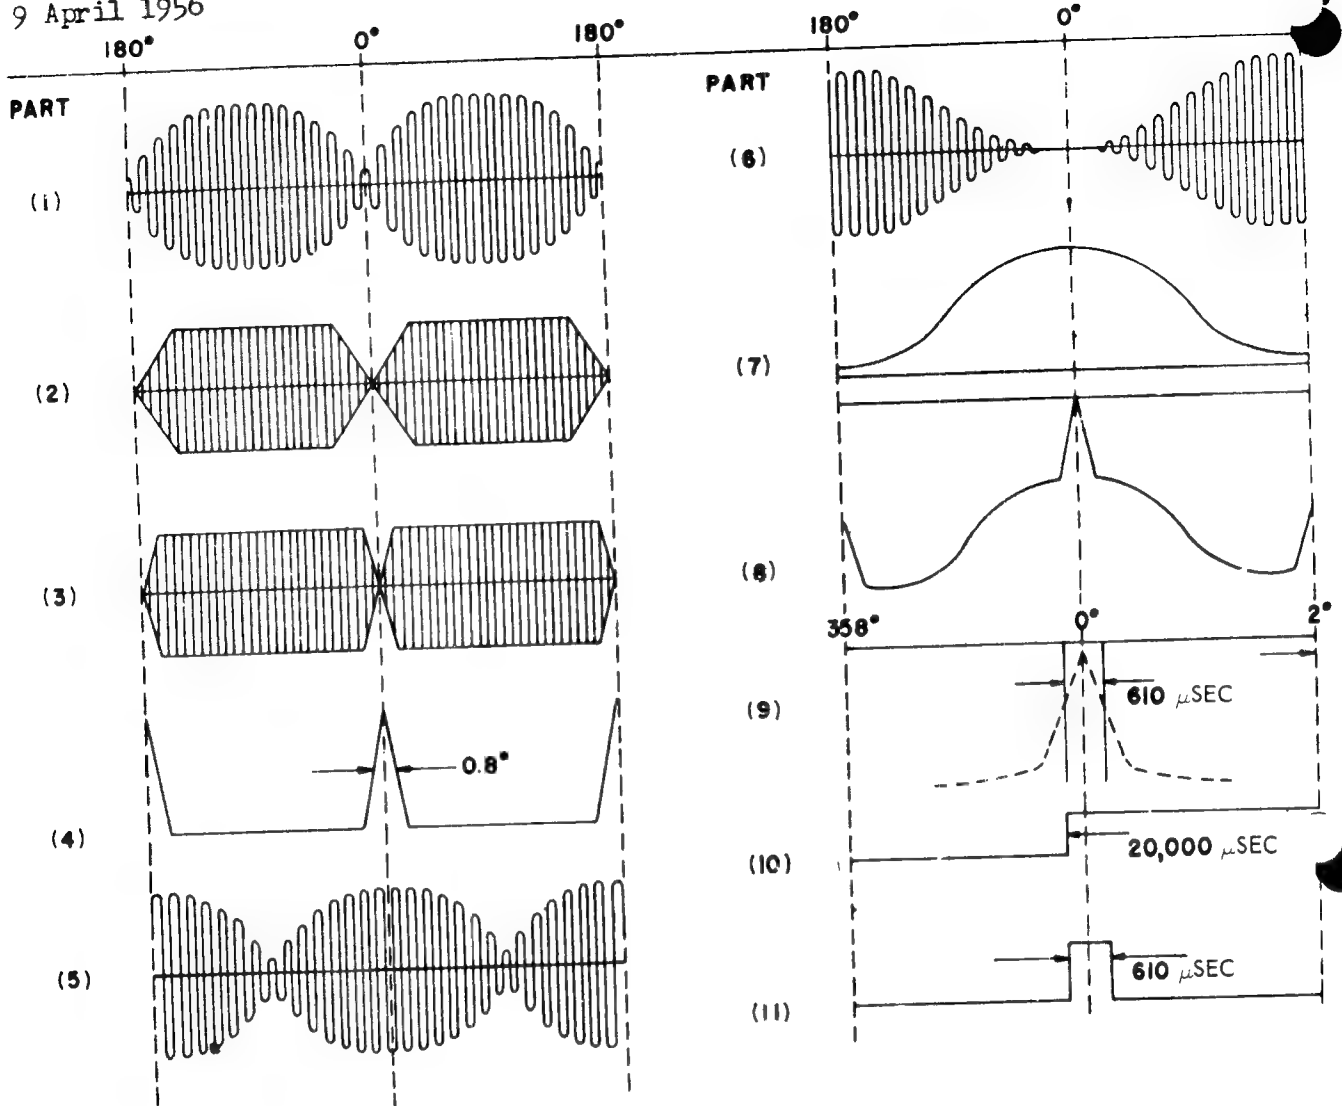 9 April 1956
180° 0° 180°
PART
(1)
(2)
(3)
0.8°
(4)
(5)
180° 0°
PART
(6)
(7)
(8)
358° 0° 2°
610 μSEC
(9)
20,000 μSEC
(10)
610 μSEC
(11)